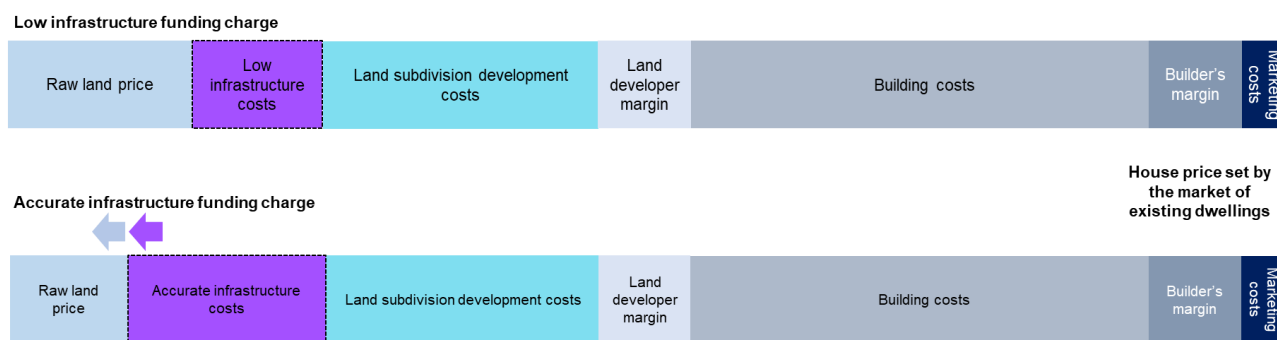 Low infrastructure funding charge
Raw land price
Low
infrastructure
costs
Land subdivision development
costs
Land
developer
margin
Building costs
Builder's
margin
Marketing
costs
House price set by
the market of
existing dwellings
Accurate infrastructure funding charge
Raw land
price
Accurate infrastructure
costs
Land subdivision development costs
Land
developer
margin
Building costs
Builder's
margin
Marketing
costs